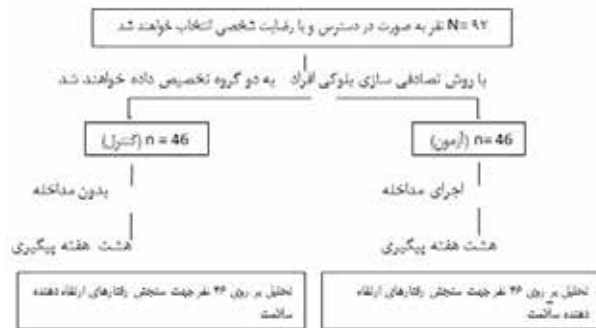 N= ۹۲ نفر به صورت در دسترس و با رضایت شخصی انتخاب خواهند شد
با روش تصادفی سازی بلوکی افراد به دو گروه تخصیص داده خواهند شد
n= 46 (آزمون)
n = 46 (کنترل)
اجرای مداخله
بدون مداخله
هشت هفته پیگیری
هشت هفته پیگیری
تحلیل بر روی ۴۶ نفر جهت سنجش رفتارهای ارتقاء
دهنده سلامت
تحلیل بر روی ۴۶ نفر جهت سنجش رفتارهای ارتقاء دهنده
سلامت